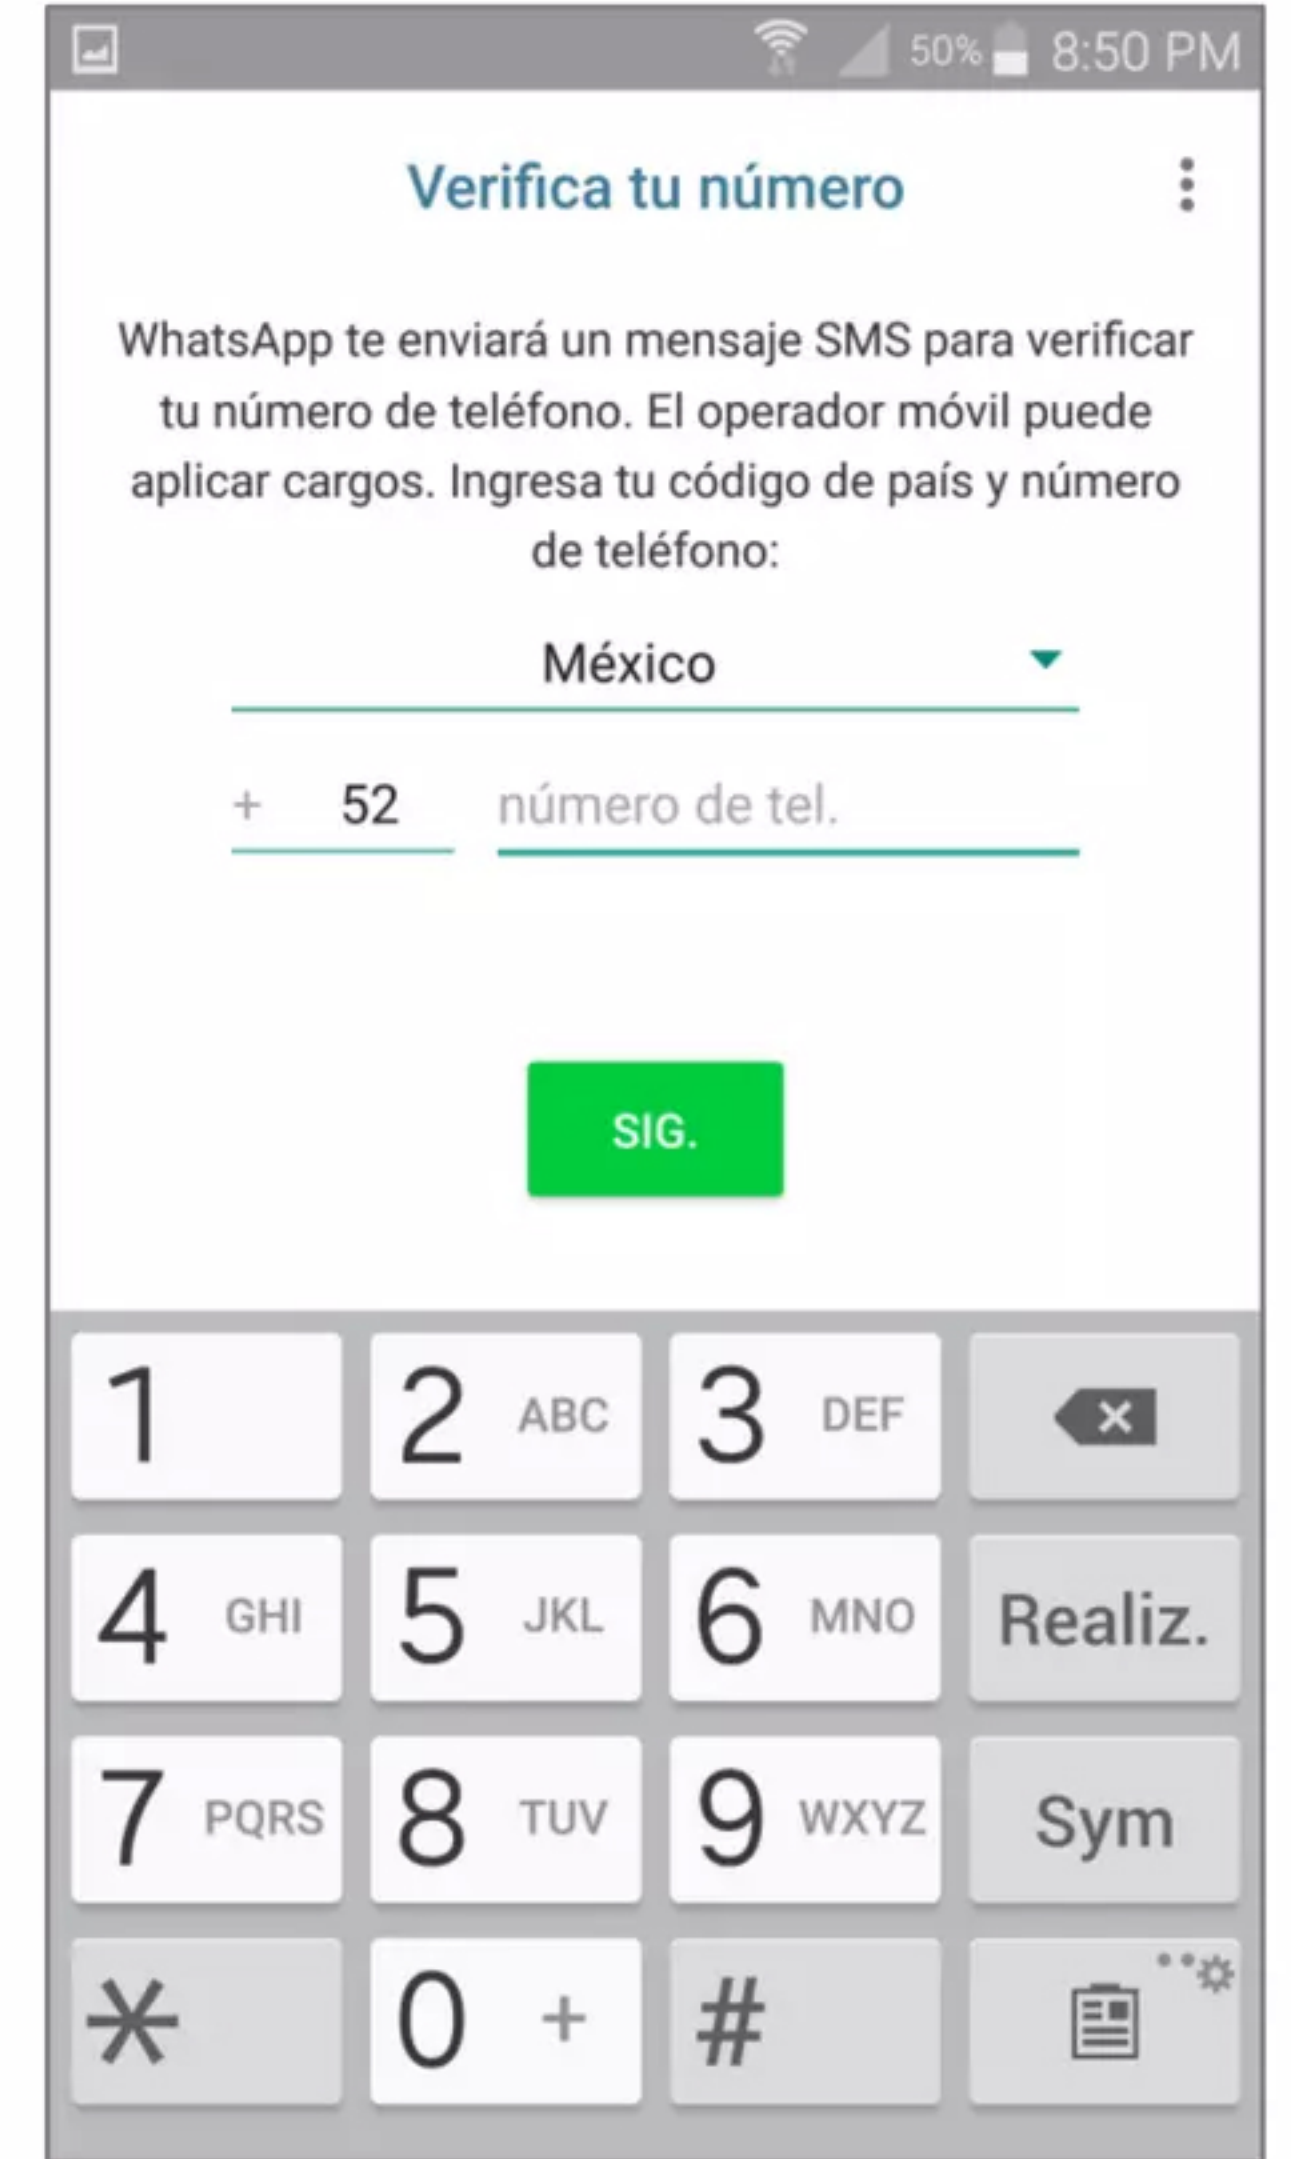 50% 8:50 PM
Verifica tu número
WhatsApp te enviará un mensaje SMS para verificar
tu número de teléfono. El operador móvil puede
aplicar cargos. Ingresa tu código de país y número
de teléfono:
México
+ 52 número de tel.
SIG.
1 2 ABC 3 DEF
4 GHI 5 JKL 6 MNO Realiz.
7 PQRS 8 TUV 9 WXYZ Sym
* 0 + #